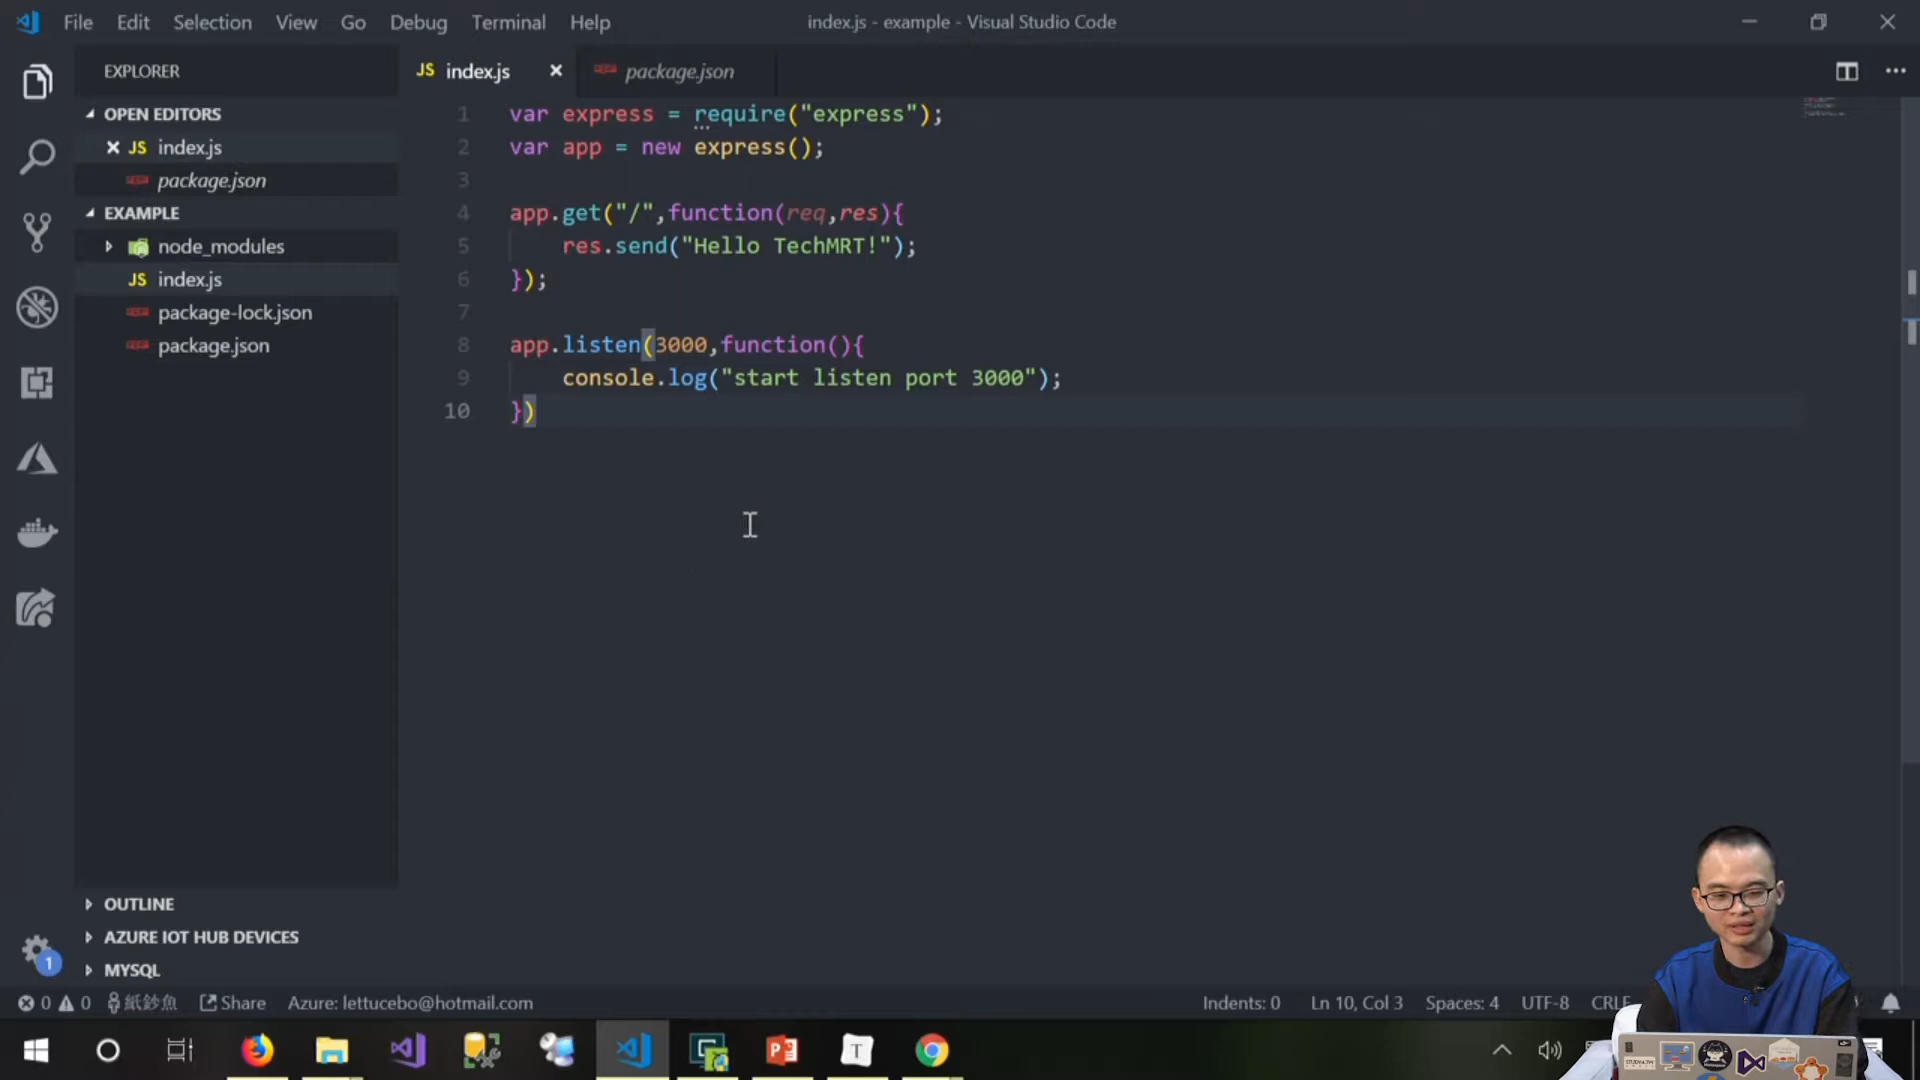 File Edit Selection View Go Debug Terminal Help
index.js - example - Visual Studio Code
EXPLORER
OPEN EDITORS
JS index.js
package.json
EXAMPLE
node_modules
JS index.js
package-lock.json
package.json
OUTLINE
AZURE IOT HUB DEVICES
MYSQL
JS index.js
package.json
1 var express = require("express");
2 var app = new express();
3
4 app.get("/",function(req,res){
5 res.send("Hello TechMRT!");
6 });
7
8 app.listen(3000,function(){
9 console.log("start listen port 3000");
10 })
1
0 0 紙鈔魚 Share Azure: lettucebo@hotmail.com
Indents: 0 Ln 10, Col 3 Spaces: 4 UTF-8 CRLF
T